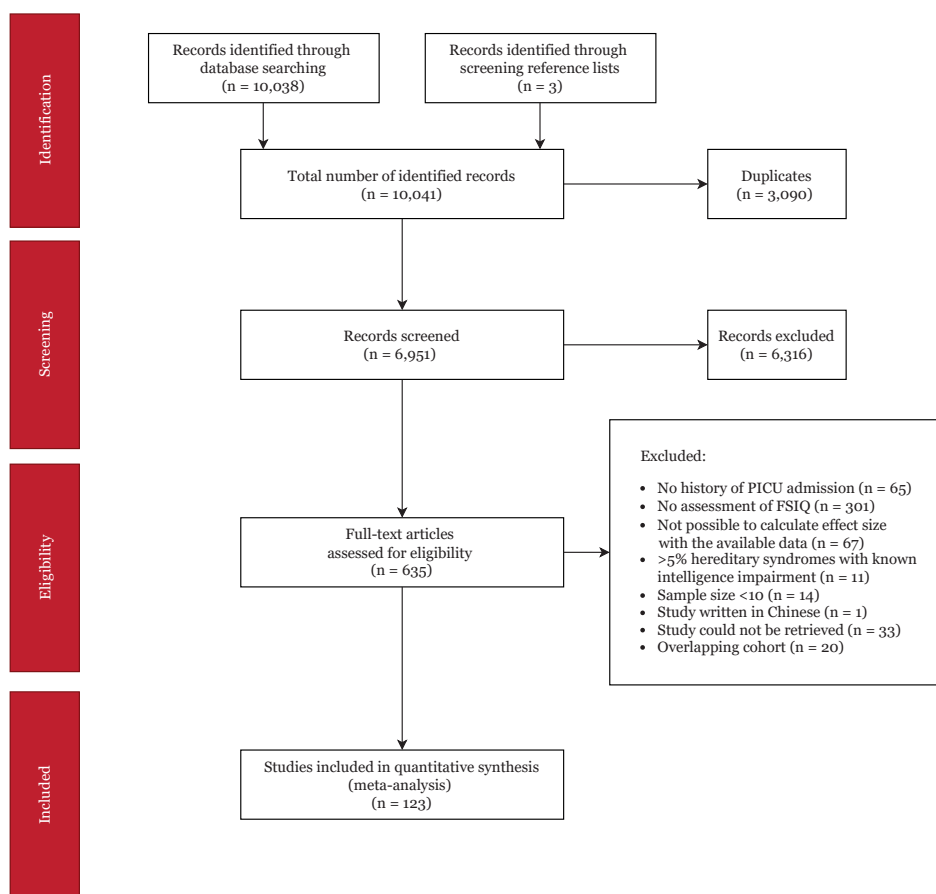 Identification
Records identified through
database searching
(n = 10,038)
Records identified through
screening reference lists
(n = 3)
Total number of identified records
(n = 10,041)
Duplicates
(n = 3,090)
Screening
Records screened
(n = 6,951)
Records excluded
(n = 6,316)
Eligibility
Full-text articles
assessed for eligibility
(n = 635)
Excluded:
• No history of PICU admission (n = 65)
• No assessment of FSIQ (n = 301)
• Not possible to calculate effect size
with the available data (n = 67)
• >5% hereditary syndromes with known
intelligence impairment (n = 11)
• Sample size <10 (n = 14)
• Study written in Chinese (n = 1)
• Study could not be retrieved (n = 33)
• Overlapping cohort (n = 20)
Included
Studies included in quantitative synthesis
(meta-analysis)
(n = 123)